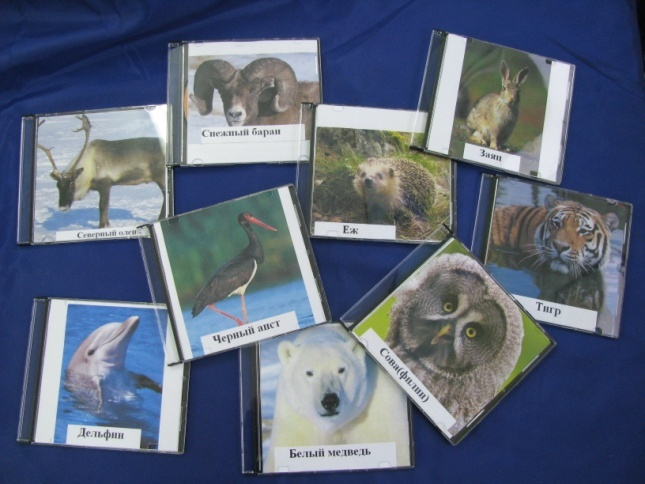 Снежный баран
Заяц
Северный олень
Еж
Тигр
Черный аист
Сова(филин)
Дельфин
Белый медведь